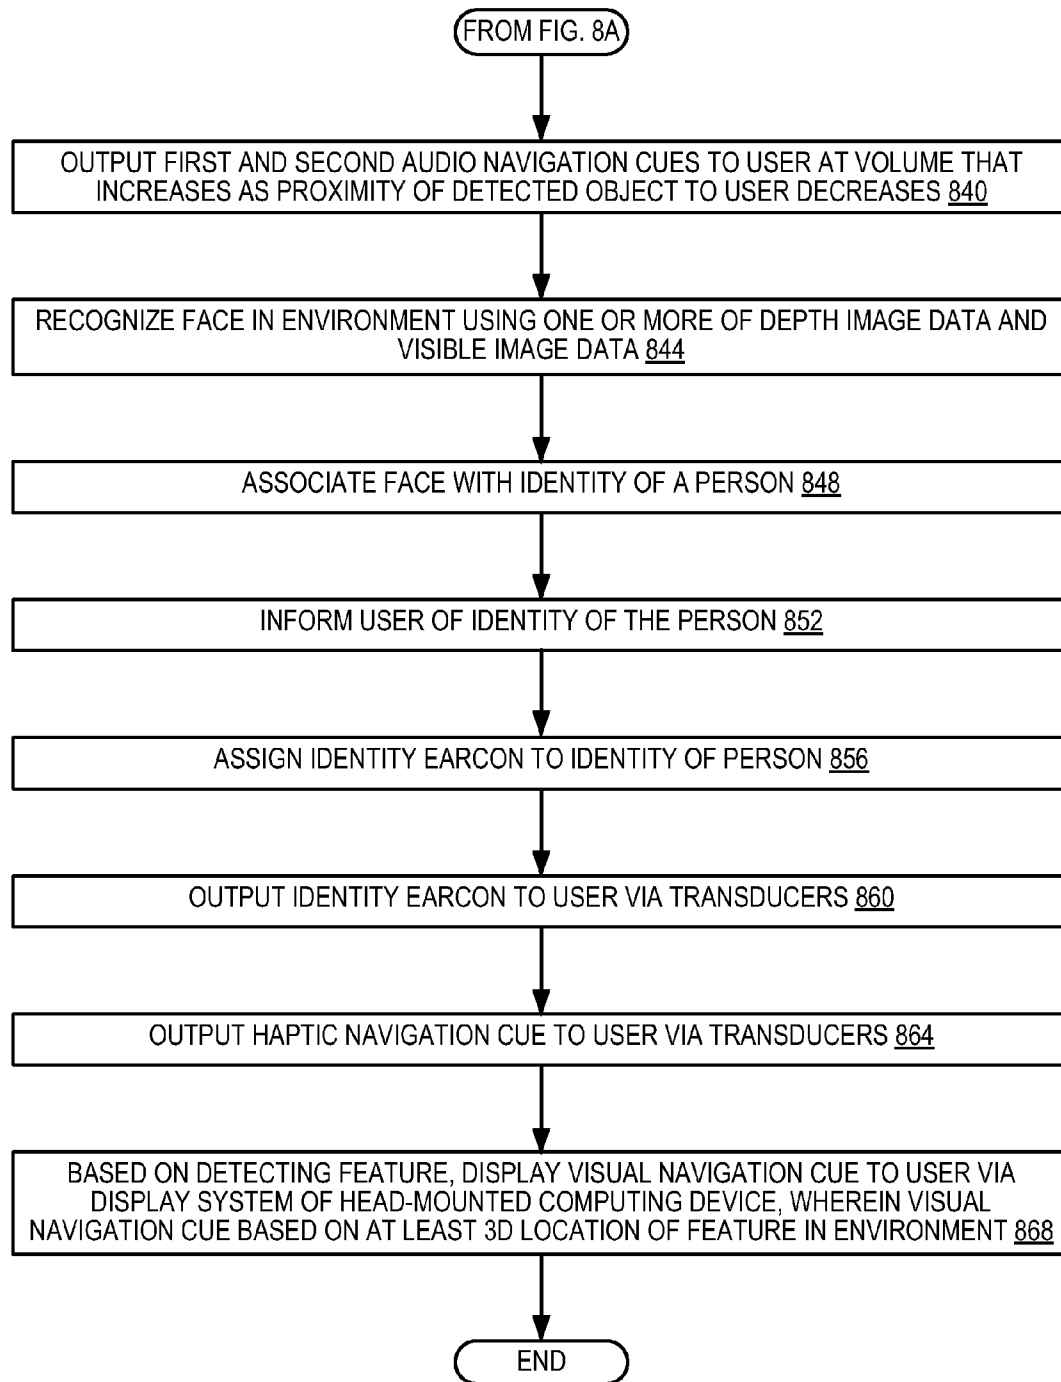 FROM FIG. 8A
OUTPUT FIRST AND SECOND AUDIO NAVIGATION CUES TO USER AT VOLUME THAT
INCREASES AS PROXIMITY OF DETECTED OBJECT TO USER DECREASES 840
RECOGNIZE FACE IN ENVIRONMENT USING ONE OR MORE OF DEPTH IMAGE DATA AND
VISIBLE IMAGE DATA 844
ASSOCIATE FACE WITH IDENTITY OF A PERSON 848
INFORM USER OF IDENTITY OF THE PERSON 852
ASSIGN IDENTITY EARCON TO IDENTITY OF PERSON 856
OUTPUT IDENTITY EARCON TO USER VIA TRANSDUCERS 860
OUTPUT HAPTIC NAVIGATION CUE TO USER VIA TRANSDUCERS 864
BASED ON DETECTING FEATURE, DISPLAY VISUAL NAVIGATION CUE TO USER VIA
DISPLAY SYSTEM OF HEAD-MOUNTED COMPUTING DEVICE, WHEREIN VISUAL
NAVIGATION CUE BASED ON AT LEAST 3D LOCATION OF FEATURE IN ENVIRONMENT 868
END